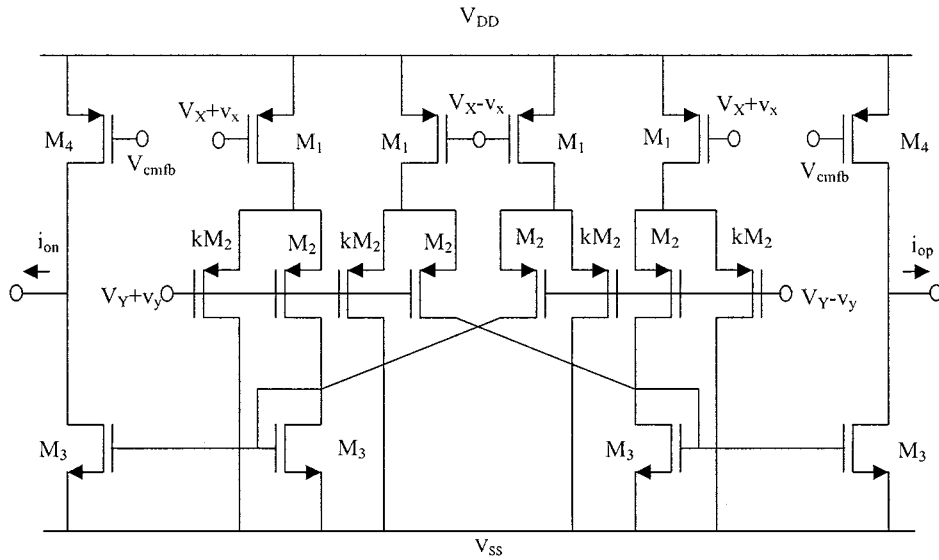 V_DD
V_X+v_x
V_X-v_x
V_X+v_x
M_4
V_cmfb
M_1
M_1
M_1
M_1
V_cmfb
M_4
i_on
kM_2
M_2
kM_2
M_2
M_2
kM_2
M_2
kM_2
i_op
V_Y+v_y
V_Y-v_y
M_3
M_3
M_3
M_3
V_SS